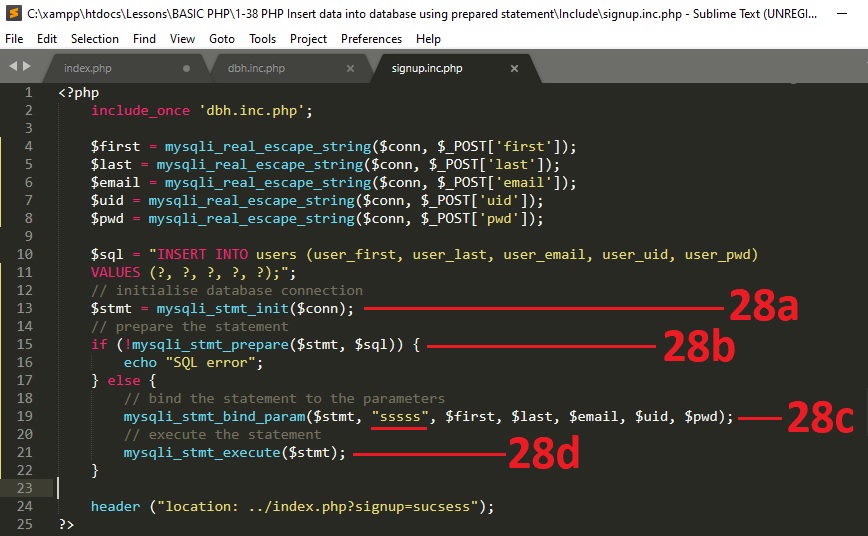 C:\xampp\htdocs\Lessons\BASIC PHP\1-38 PHP Insert data into database using prepared statement\Include\signup.inc.php - Sublime Text (UNREGI...
File Edit Selection Find View Goto Tools Project Preferences Help
index.php dbh.inc.php signup.inc.php
1 <?php
2 include_once 'dbh.inc.php';
3
4 $first = mysqli_real_escape_string($conn, $_POST['first']);
5 $last = mysqli_real_escape_string($conn, $_POST['last']);
6 $email = mysqli_real_escape_string($conn, $_POST['email']);
7 $uid = mysqli_real_escape_string($conn, $_POST['uid']);
8 $pwd = mysqli_real_escape_string($conn, $_POST['pwd']);
9
10 $sql = "INSERT INTO users (user_first, user_last, user_email, user_uid, user_pwd)
11 VALUES (?, ?, ?, ?, ?);";
12 // initialise database connection
13 $stmt = mysqli_stmt_init($conn); 28a
14 // prepare the statement
15 if (!mysqli_stmt_prepare($stmt, $sql)) { 28b
16 echo "SQL error";
17 } else {
18 // bind the statement to the parameters
19 mysqli_stmt_bind_param($stmt, "sssss", $first, $last, $email, $uid, $pwd); 28c
20 // execute the statement
21 mysqli_stmt_execute($stmt); 28d
22 }
23
24 header ("location: ../index.php?signup=sucsess");
25 ?>